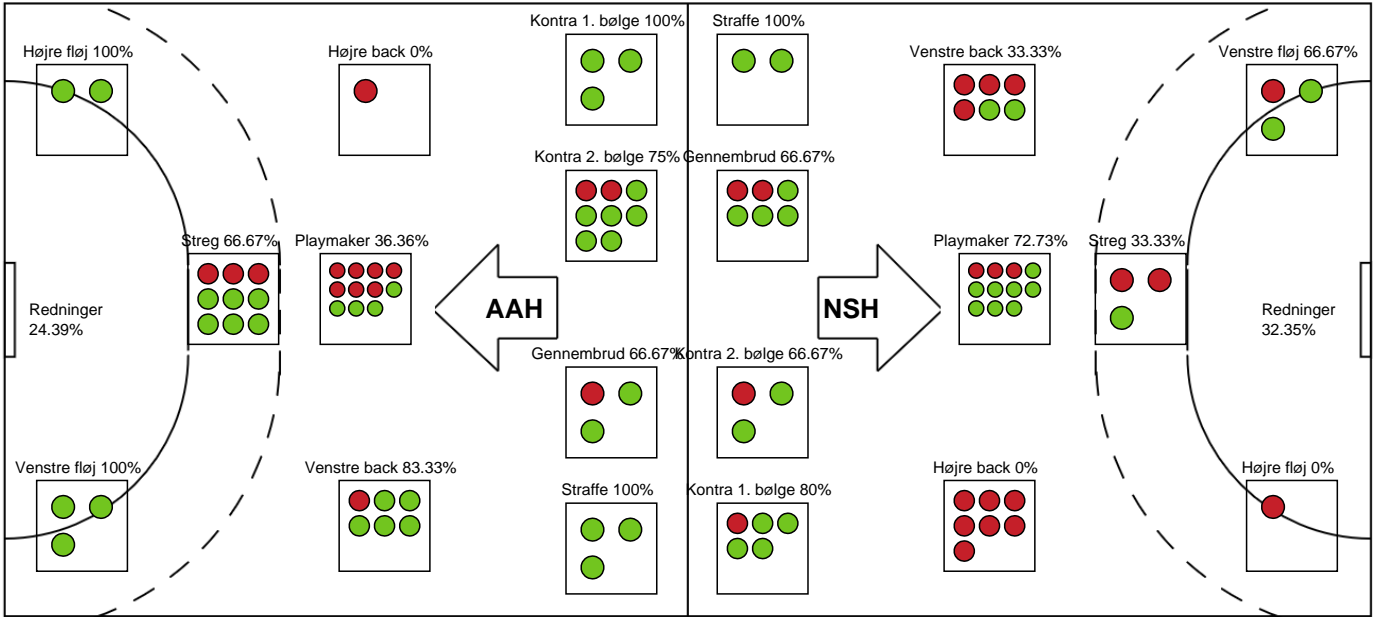 Kontra 1. bølge 100%
Straffe 100%
Højre fløj 100%
Højre back 0%
Venstre back 33.33%
Venstre fløj 66.67%
Kontra 2. bølge 75%
Gennembrud 66.67%
Streg 66.67%
Playmaker 36.36%
Playmaker 72.73%
Streg 33.33%
Redninger
24.39%
AAH
NSH
Redninger
32.35%
Gennembrud 66.67%
Kontra 2. bølge 66.67%
Venstre fløj 100%
Venstre back 83.33%
Straffe 100%
Kontra 1. bølge 80%
Højre back 0%
Højre fløj 0%